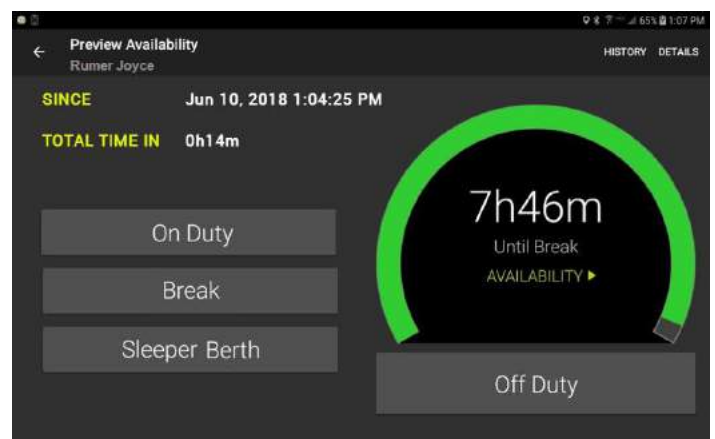 65% 1:07 PM
Preview Availability
Rumer Joyce
HISTORY DETAILS
SINCE Jun 10, 2018 1:04:25 PM
TOTAL TIME IN 0h14m
7h46m
Until Break
AVAILABILITY
On Duty
Break
Sleeper Berth
Off Duty